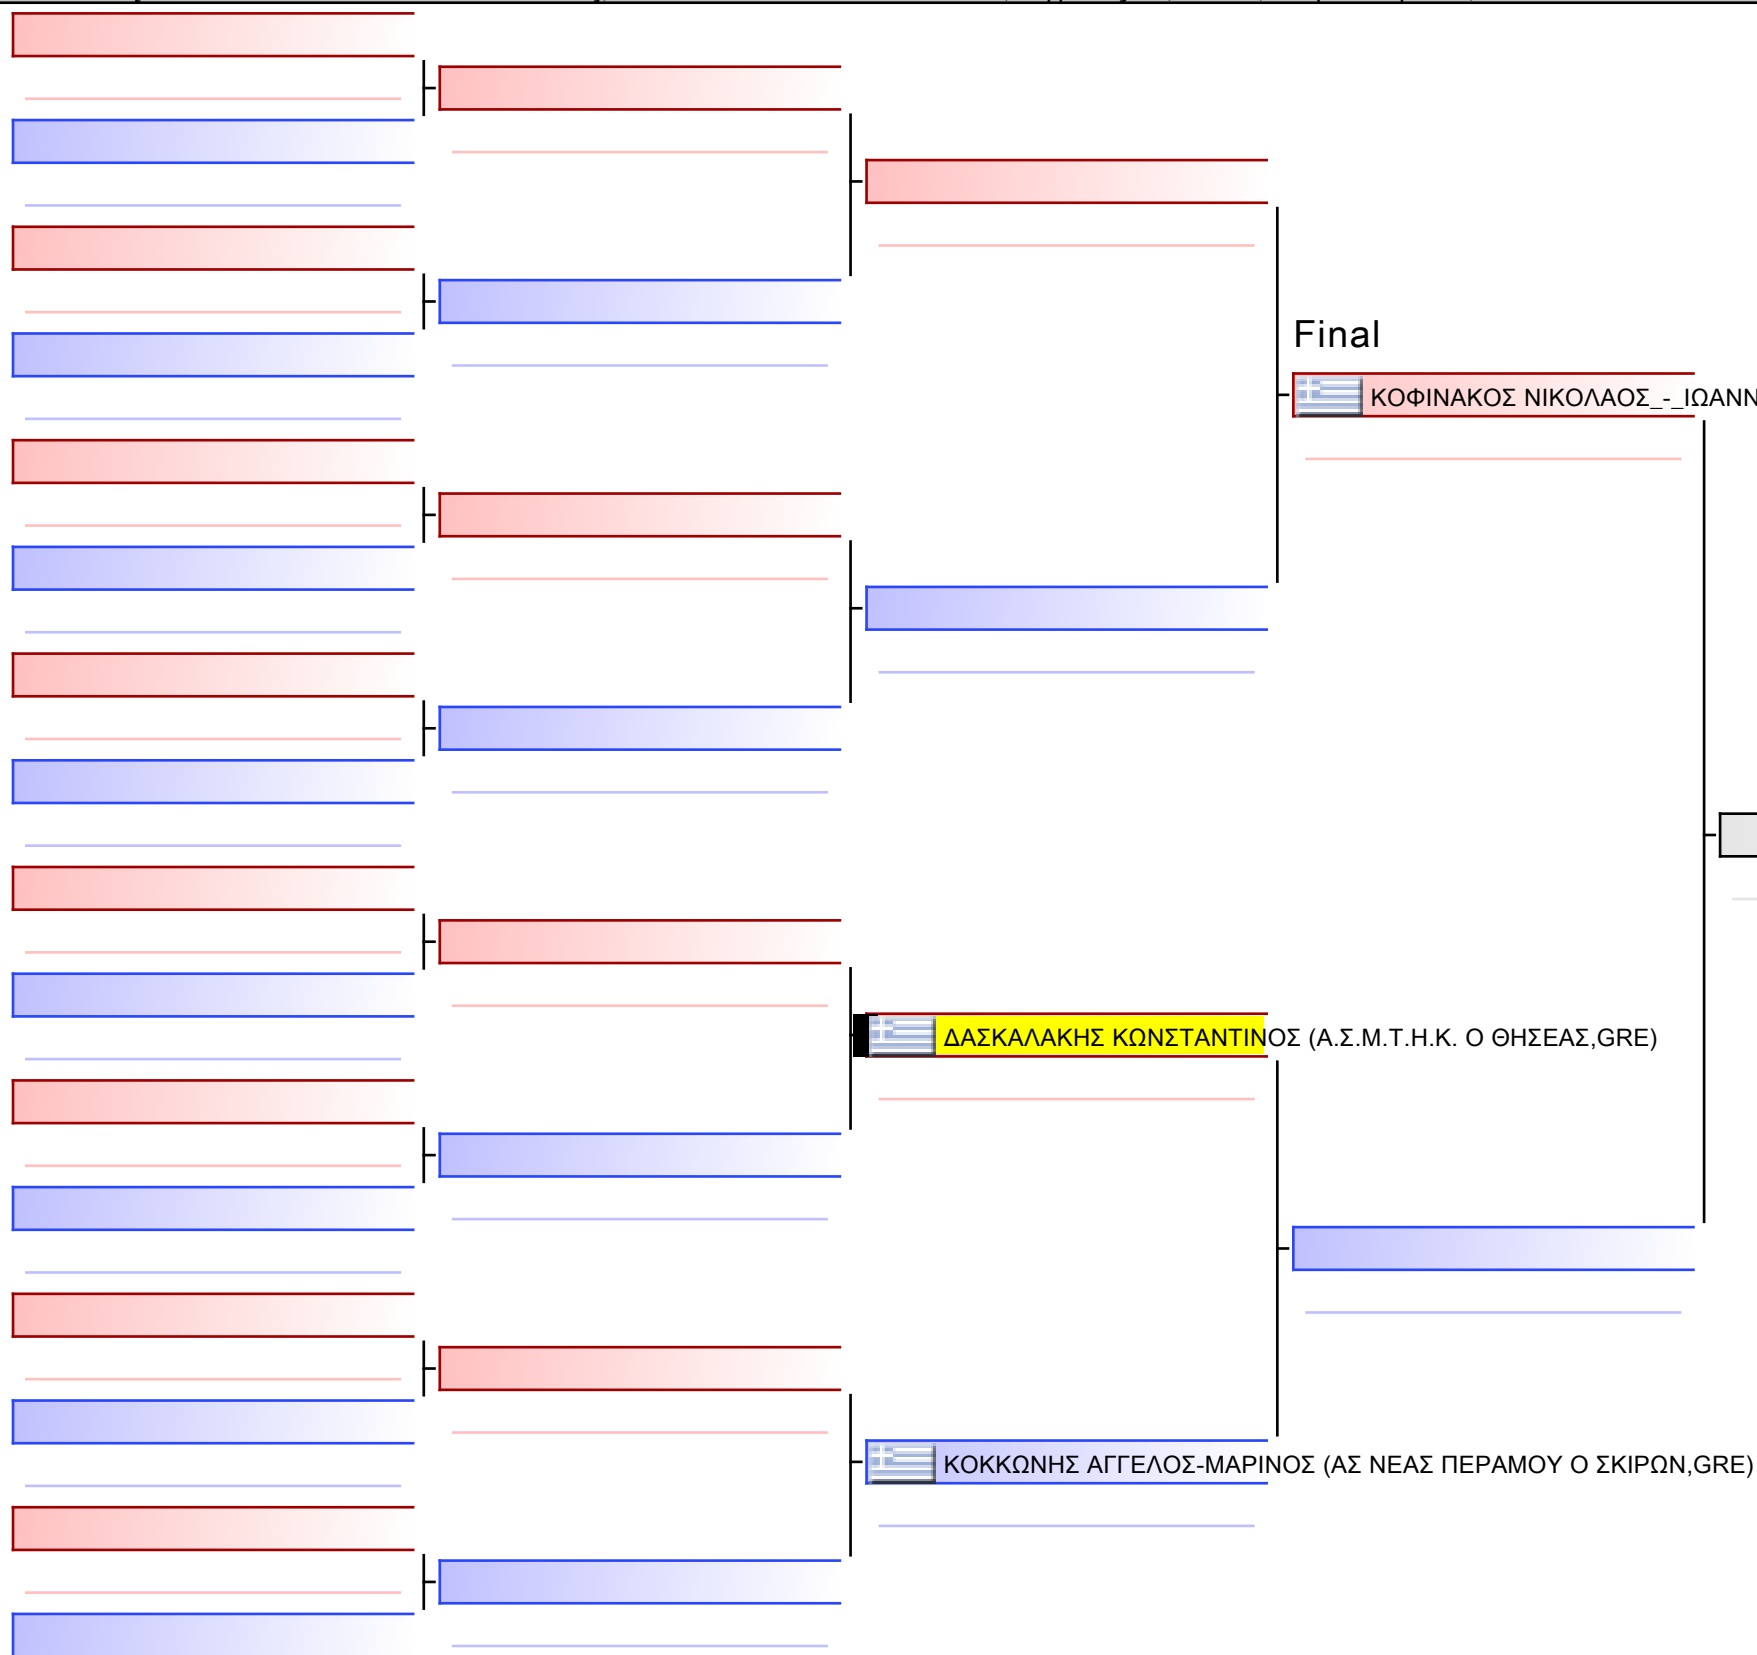 Final
ΚΟΦΙΝΑΚΟΣ ΝΙΚΟΛΑΟΣ_-_ΙΩΑΝΝ
ΔΑΣΚΑΛΑΚΗΣ ΚΩΝΣΤΑΝΤΙΝΟΣ (Α.Σ.Μ.Τ.Η.Κ. Ο ΘΗΣΕΑΣ,GRE)
ΚΟΚΚΩΝΗΣ ΑΓΓΕΛΟΣ-ΜΑΡΙΝΟΣ (ΑΣ ΝΕΑΣ ΠΕΡΑΜΟΥ Ο ΣΚΙΡΩΝ,GRE)